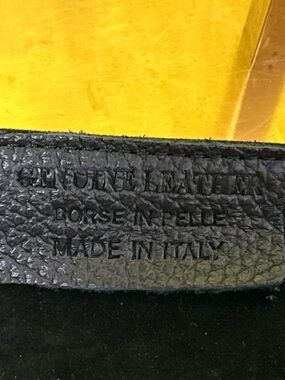 GENUINE LEATHER
BORSE IN PELLE
MADE IN ITALY